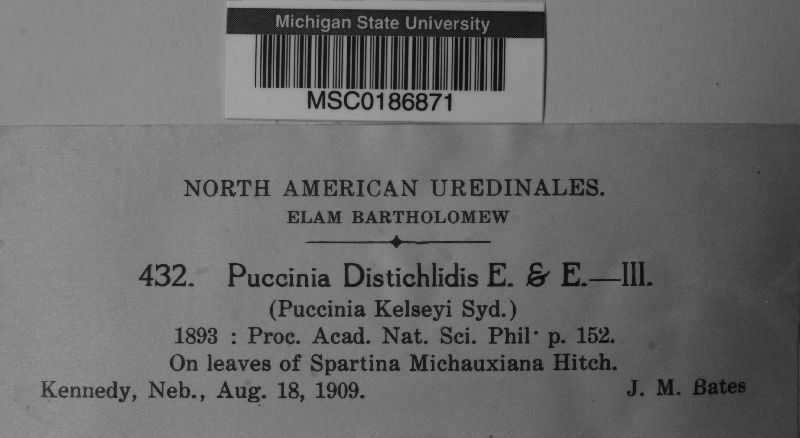 Michigan State University
MSC0186871
NORTH AMERICAN UREDINALES.
ELAM BARTHOLOMEW
432. Puccinia Distichlidis E. & E.—III.
(Puccinia Kelseyi Syd.)
1893 : Proc. Acad. Nat. Sci. Phil· p. 152.
On leaves of Spartina Michauxiana Hitch.
Kennedy, Neb., Aug. 18, 1909. J. M. Bates